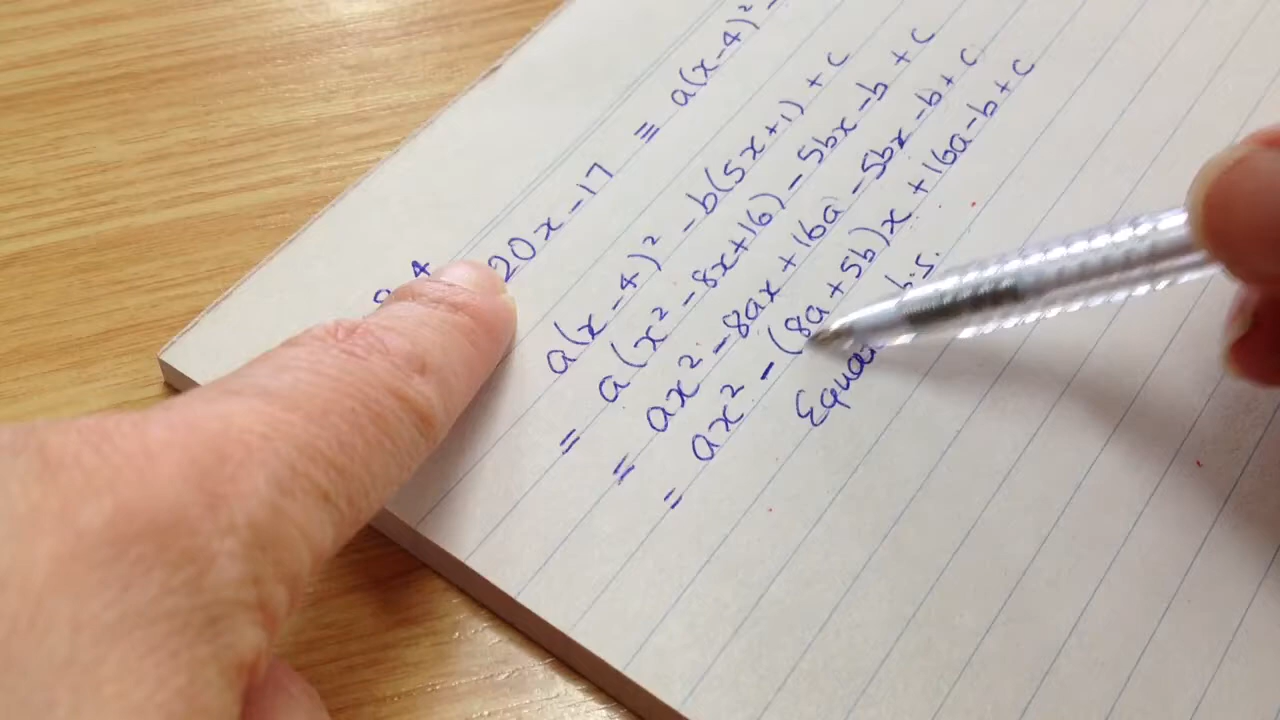 20x - 17 ≡ a(x-4)² -
a(x-4)² - b(5x+1) + c
= a(x² - 8x + 16) - 5bx - b + c
= ax² - 8ax + 16a - 5bx - b + c
= ax² - (8a + 5b)x + 16a - b + c